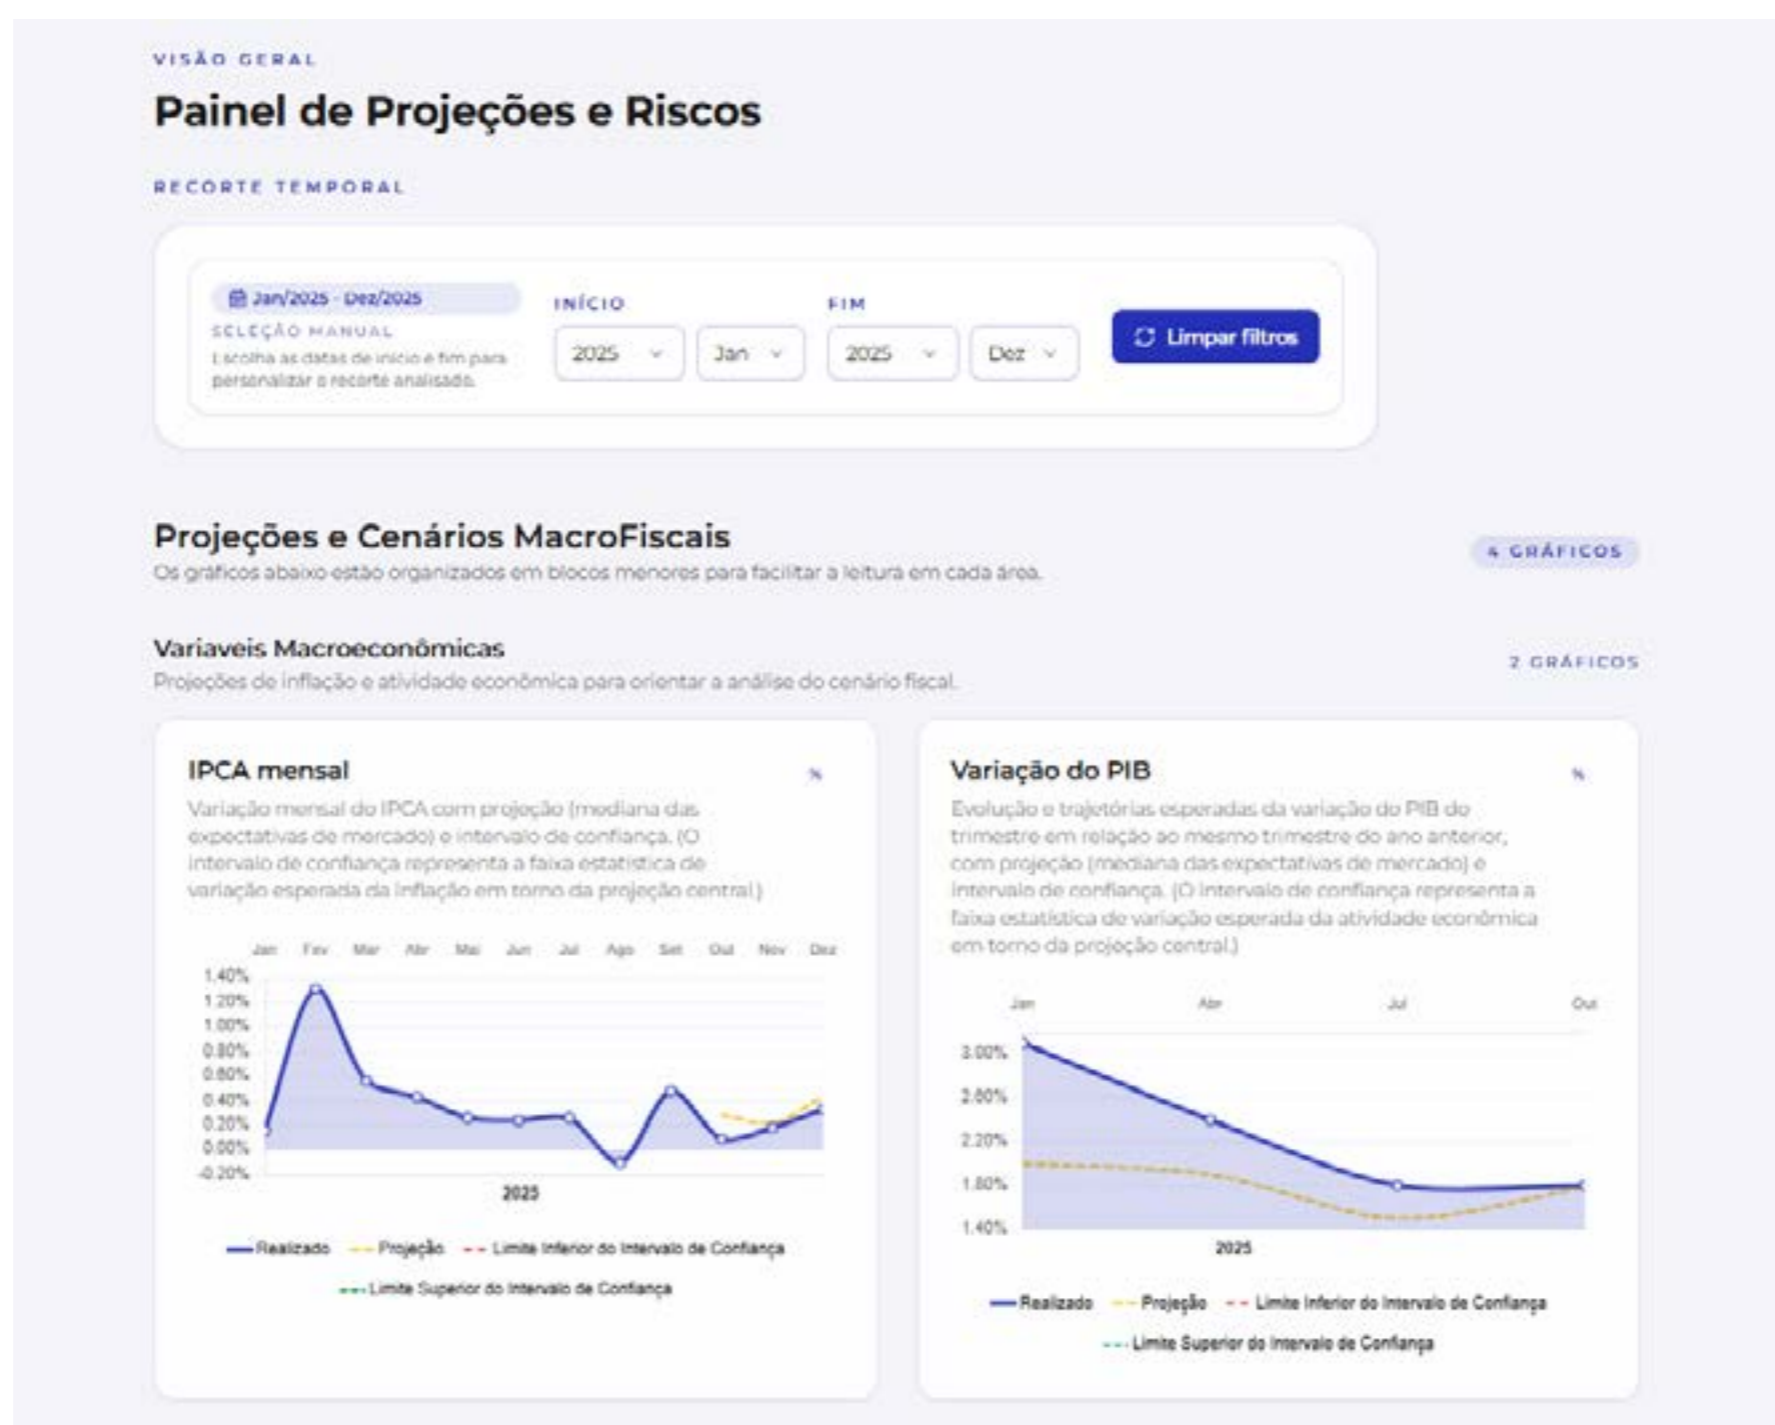 VISÃO GERAL
Painel de Projeções e Riscos
RECORTE TEMPORAL
Jan/2025 - Dez/2025
SELEÇÃO MANUAL
Escolha as datas de início e fim para
personalizar o recorte analisado.
INÍCIO
2025
Jan
FIM
2025
Dez
Limpar filtros
Projeções e Cenários MacroFiscais
Os gráficos abaixo estão organizados em blocos menores para facilitar a leitura em cada área.
4 GRÁFICOS
Variaveis Macroeconômicas
Projeções de inflação e atividade econômica para orientar a análise do cenário fiscal.
2 GRÁFICOS
IPCA mensal
%
Variação mensal do IPCA com projeção (mediana das
expectativas de mercado) e intervalo de confiança. (O
intervalo de confiança representa a faixa estatística de
variação esperada da inflação em torno da projeção central.)
Jan Fev Mar Abr Mai Jun Jul Ago Set Out Nov Dez
1.40%
1.20%
1.00%
0.80%
0.60%
0.40%
0.20%
0.00%
-0.20%
2025
Realizado Projeção Limite Inferior do Intervalo de Confiança
Limite Superior do Intervalo de Confiança
Variação do PIB
%
Evolução e trajetórias esperadas da variação do PIB do
trimestre em relação ao mesmo trimestre do ano anterior,
com projeção (mediana das expectativas de mercado) e
intervalo de confiança. (O intervalo de confiança representa a
faixa estatística de variação esperada da atividade econômica
em torno da projeção central.)
Jan Abr Jul Out
3.00%
2.60%
2.20%
1.80%
1.40%
2025
Realizado Projeção Limite Inferior do Intervalo de Confiança
Limite Superior do Intervalo de Confiança